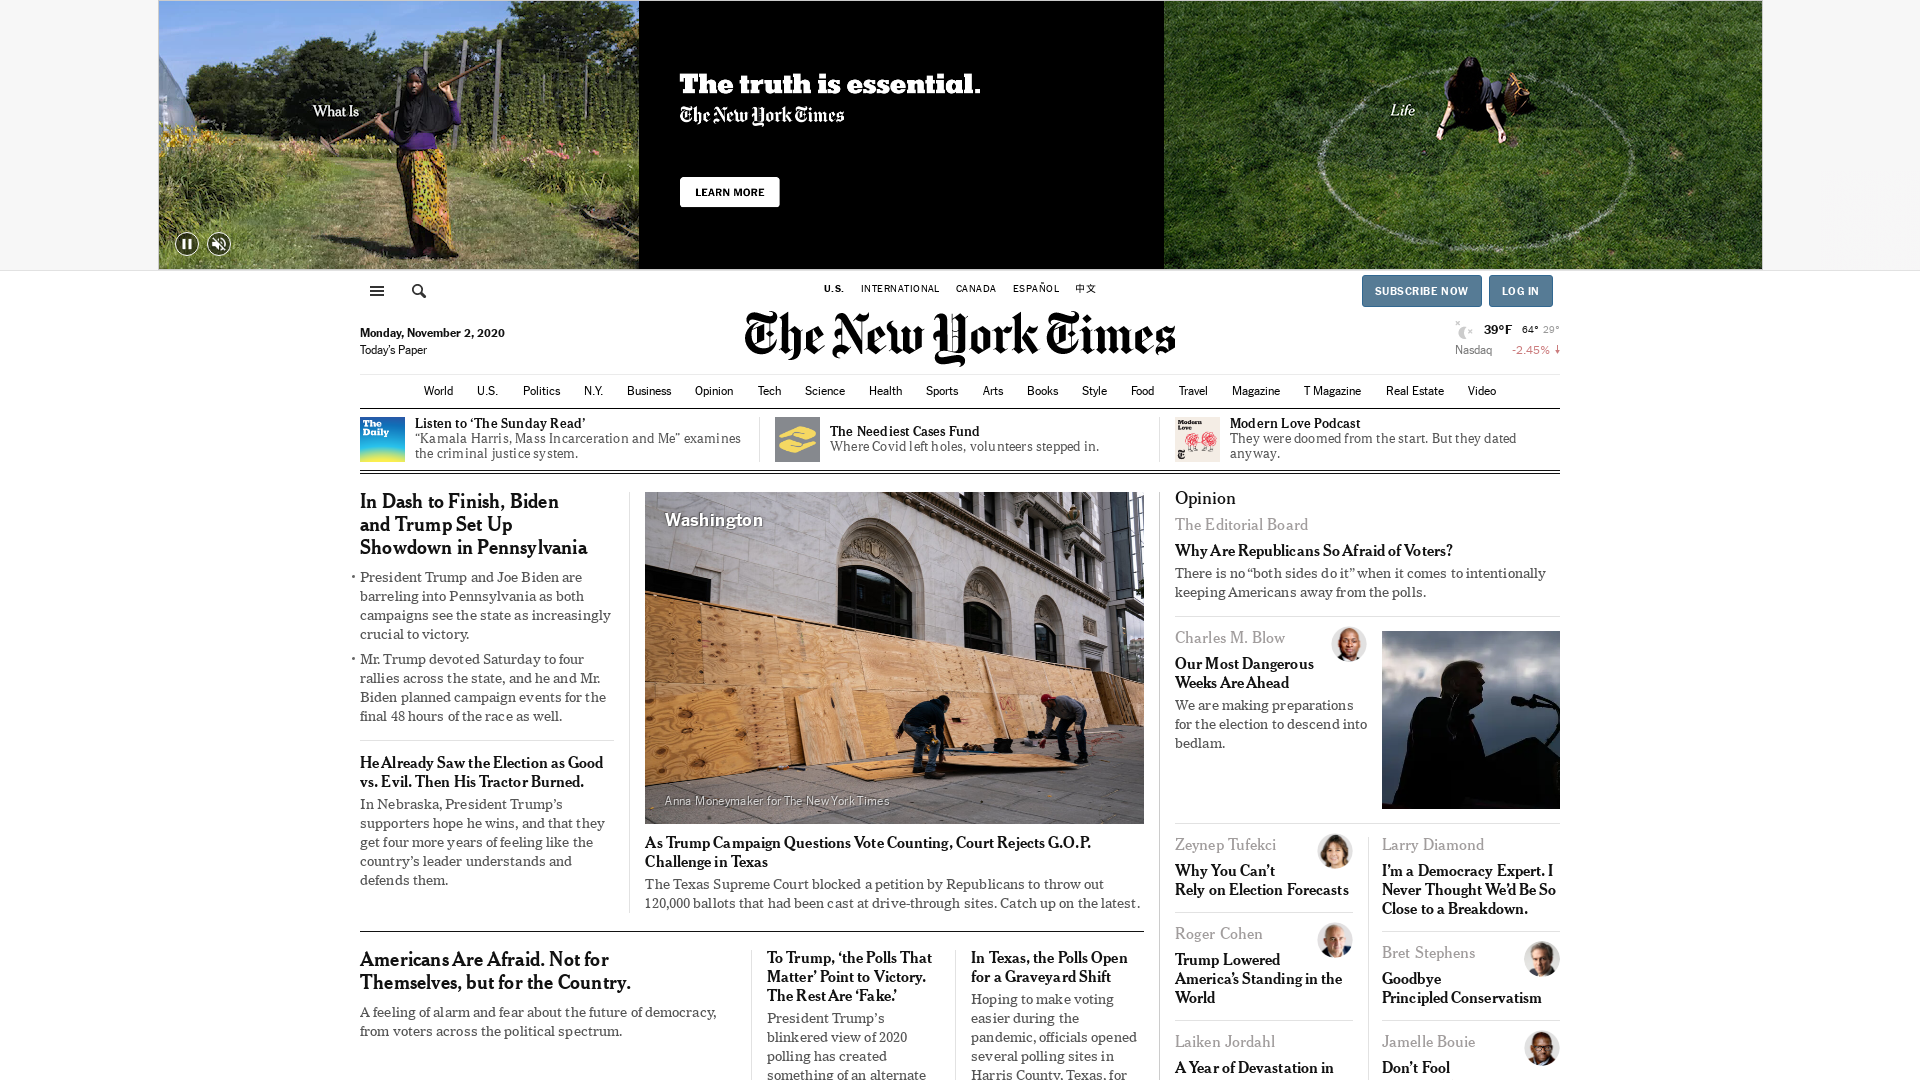 What Is
The truth is essential.
The New York Times
LEARN MORE
Life
U.S. INTERNATIONAL CANADA ESPAÑOL 中文
SUBSCRIBE NOW LOG IN
Monday, November 2, 2020
Today's Paper
The New York Times
39°F 64° 29°
Nasdaq -2.45% ↓
World U.S. Politics N.Y. Business Opinion Tech Science Health Sports Arts Books Style Food Travel Magazine T Magazine Real Estate Video
The
Daily
Listen to ‘The Sunday Read’
“Kamala Harris, Mass Incarceration and Me” examines
the criminal justice system.
The Neediest Cases Fund
Where Covid left holes, volunteers stepped in.
Modern
Love
Modern Love Podcast
They were doomed from the start. But they dated
anyway.
In Dash to Finish, Biden
and Trump Set Up
Showdown in Pennsylvania
• President Trump and Joe Biden are
barreling into Pennsylvania as both
campaigns see the state as increasingly
crucial to victory.
• Mr. Trump devoted Saturday to four
rallies across the state, and he and Mr.
Biden planned campaign events for the
final 48 hours of the race as well.
He Already Saw the Election as Good
vs. Evil. Then His Tractor Burned.
In Nebraska, President Trump’s
supporters hope he wins, and that they
get four more years of feeling like the
country’s leader understands and
defends them.
Washington
Anna Moneymaker for The New York Times
As Trump Campaign Questions Vote Counting, Court Rejects G.O.P.
Challenge in Texas
The Texas Supreme Court blocked a petition by Republicans to throw out
120,000 ballots that had been cast at drive-through sites. Catch up on the latest.
Americans Are Afraid. Not for
Themselves, but for the Country.
A feeling of alarm and fear about the future of democracy,
from voters across the political spectrum.
To Trump, ‘the Polls That
Matter’ Point to Victory.
The Rest Are ‘Fake.’
President Trump’s
blinkered view of 2020
polling has created
something of an alternate
In Texas, the Polls Open
for a Graveyard Shift
Hoping to make voting
easier during the
pandemic, officials opened
several polling sites in
Harris County, Texas, for
Opinion
The Editorial Board
Why Are Republicans So Afraid of Voters?
There is no “both sides do it” when it comes to intentionally
keeping Americans away from the polls.
Charles M. Blow
Our Most Dangerous
Weeks Are Ahead
We are making preparations
for the election to descend into
bedlam.
Zeynep Tufekci
Why You Can’t
Rely on Election Forecasts
Roger Cohen
Trump Lowered
America’s Standing in the
World
Laiken Jordahl
A Year of Devastation in
Larry Diamond
I’m a Democracy Expert. I
Never Thought We’d Be So
Close to a Breakdown.
Bret Stephens
Goodbye
Principled Conservatism
Jamelle Bouie
Don’t Fool